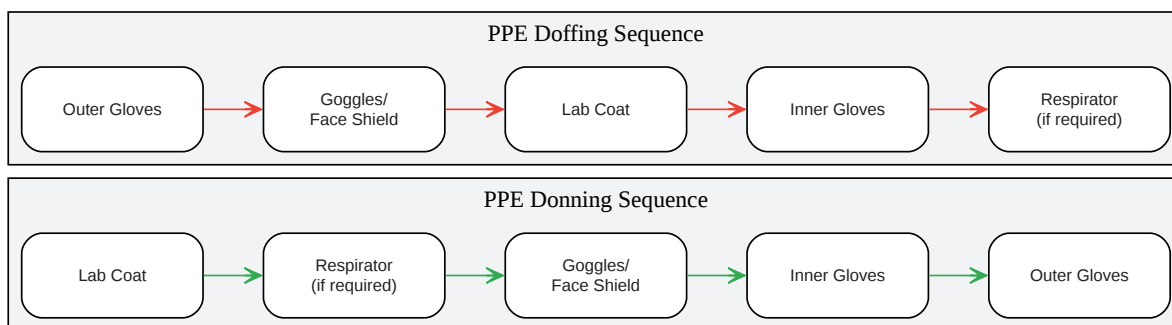 PPE Doffing Sequence
Outer Gloves
Goggles/
Face Shield
Lab Coat
Inner Gloves
Respirator
(if required)
PPE Donning Sequence
Lab Coat
Respirator
(if required)
Goggles/
Face Shield
Inner Gloves
Outer Gloves